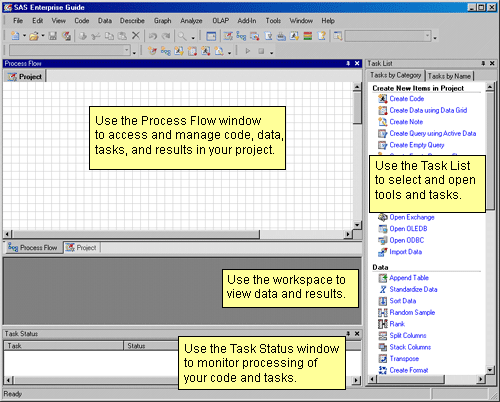 SAS Enterprise Guide
File Edit View Code Data Describe Graph Analyze OLAP Add-In Tools Window Help
Process Flow
Project
Use the Process Flow window
to access and manage code, data,
tasks, and results in your project.
Process Flow Project
Use the workspace to
view data and results.
Task Status
Task Status
Use the Task Status window
to monitor processing of
your code and tasks.
Task List
Tasks by Category Tasks by Name
Create New Items in Project
Create Code
Create Data using Data Grid
Create Note
Create Query using Active Data
Create Empty Query
Use the Task List
to select and open
tools and tasks.
Open Exchange
Open OLEDB
Open ODBC
Import Data
Data
Append Table
Standardize Data
Sort Data
Random Sample
Rank
Split Columns
Stack Columns
Transpose
Create Format
Ready